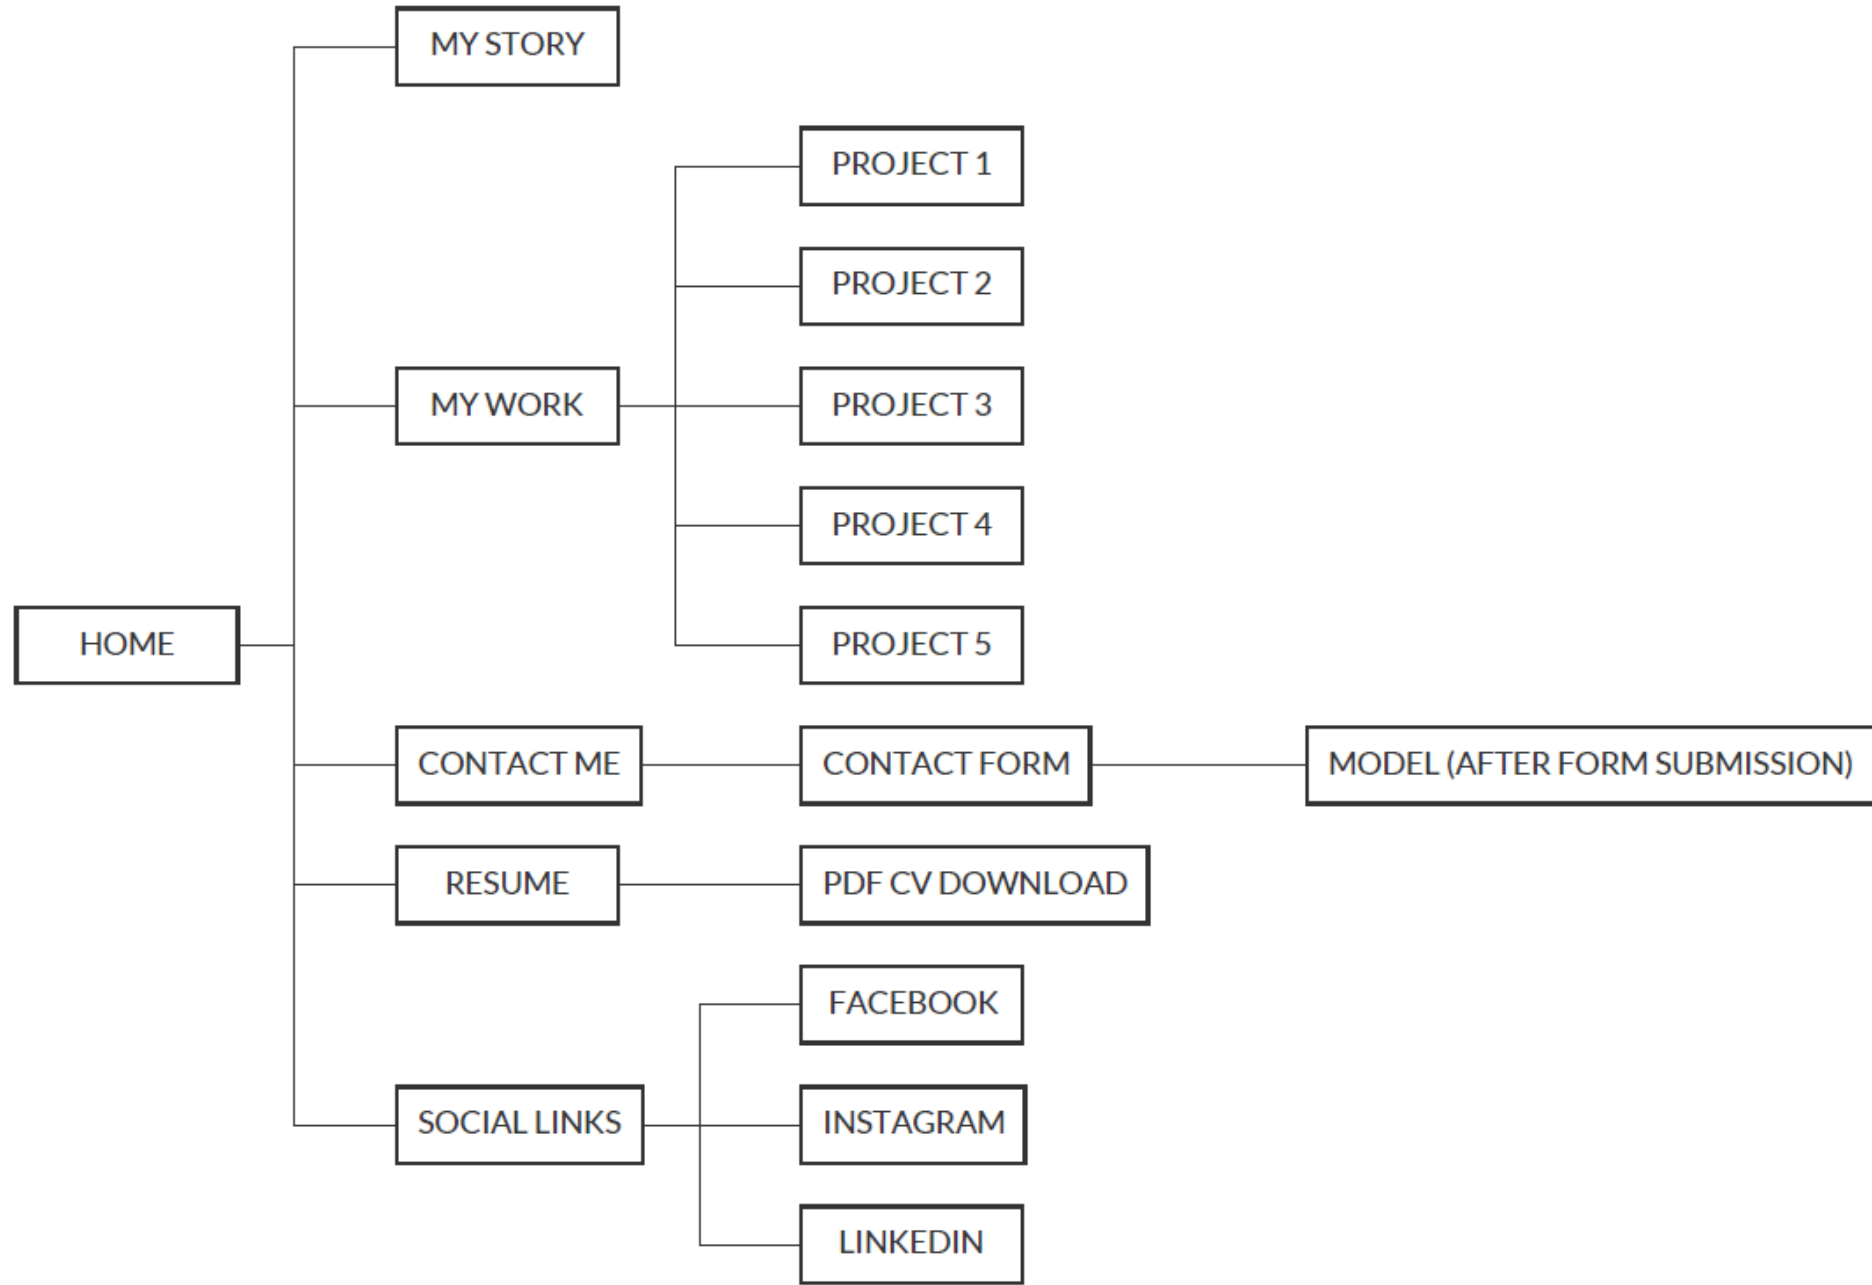 MY STORY
PROJECT 1
PROJECT 2
MY WORK
PROJECT 3
PROJECT 4
HOME
PROJECT 5
CONTACT ME
CONTACT FORM
MODEL (AFTER FORM SUBMISSION)
RESUME
PDF CV DOWNLOAD
FACEBOOK
SOCIAL LINKS
INSTAGRAM
LINKEDIN